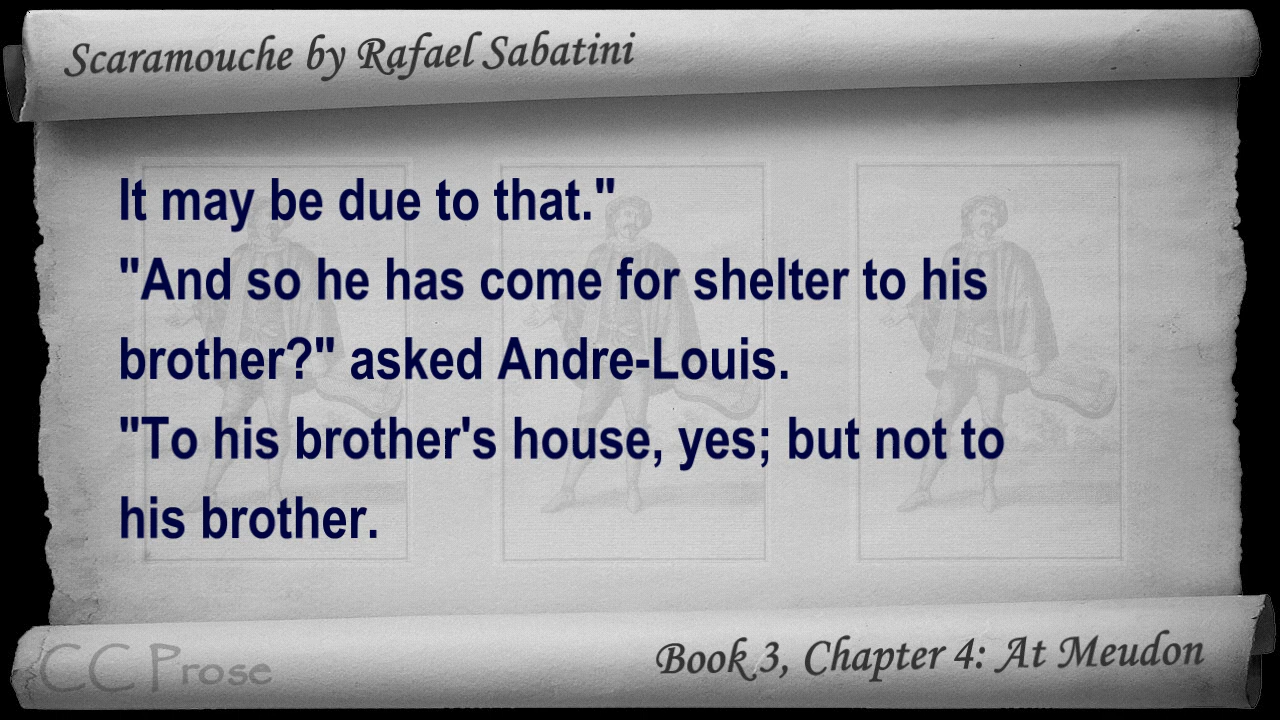 Scaramouche by Rafael Sabatini
It may be due to that."
"And so he has come for shelter to his
brother?" asked Andre-Louis.
"To his brother's house, yes; but not to
his brother.
CC Prose
Book 3, Chapter 4: At Meudon